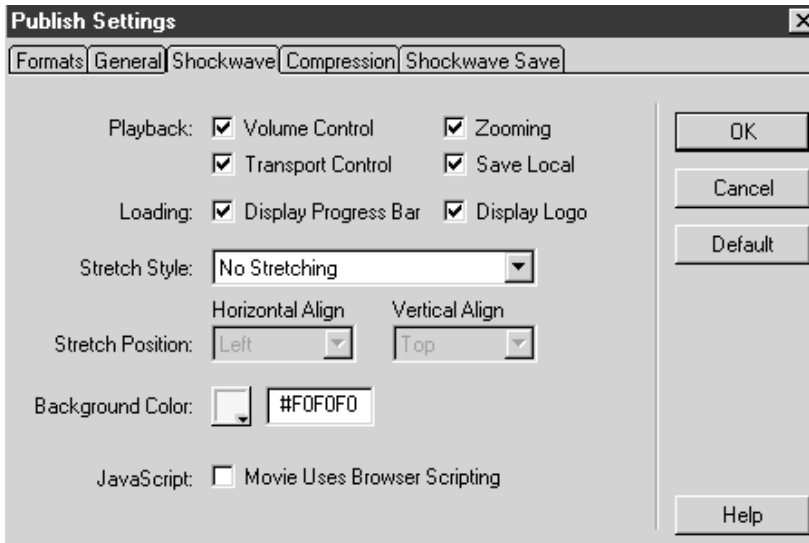 Publish Settings
Formats General Shockwave Compression Shockwave Save
Playback: Volume Control Zooming OK
Transport Control Save Local
Cancel
Loading: Display Progress Bar Display Logo
Default
Stretch Style: No Stretching
Horizontal Align Vertical Align
Stretch Position: Left Top
Background Color: #F0F0F0
JavaScript: Movie Uses Browser Scripting
Help